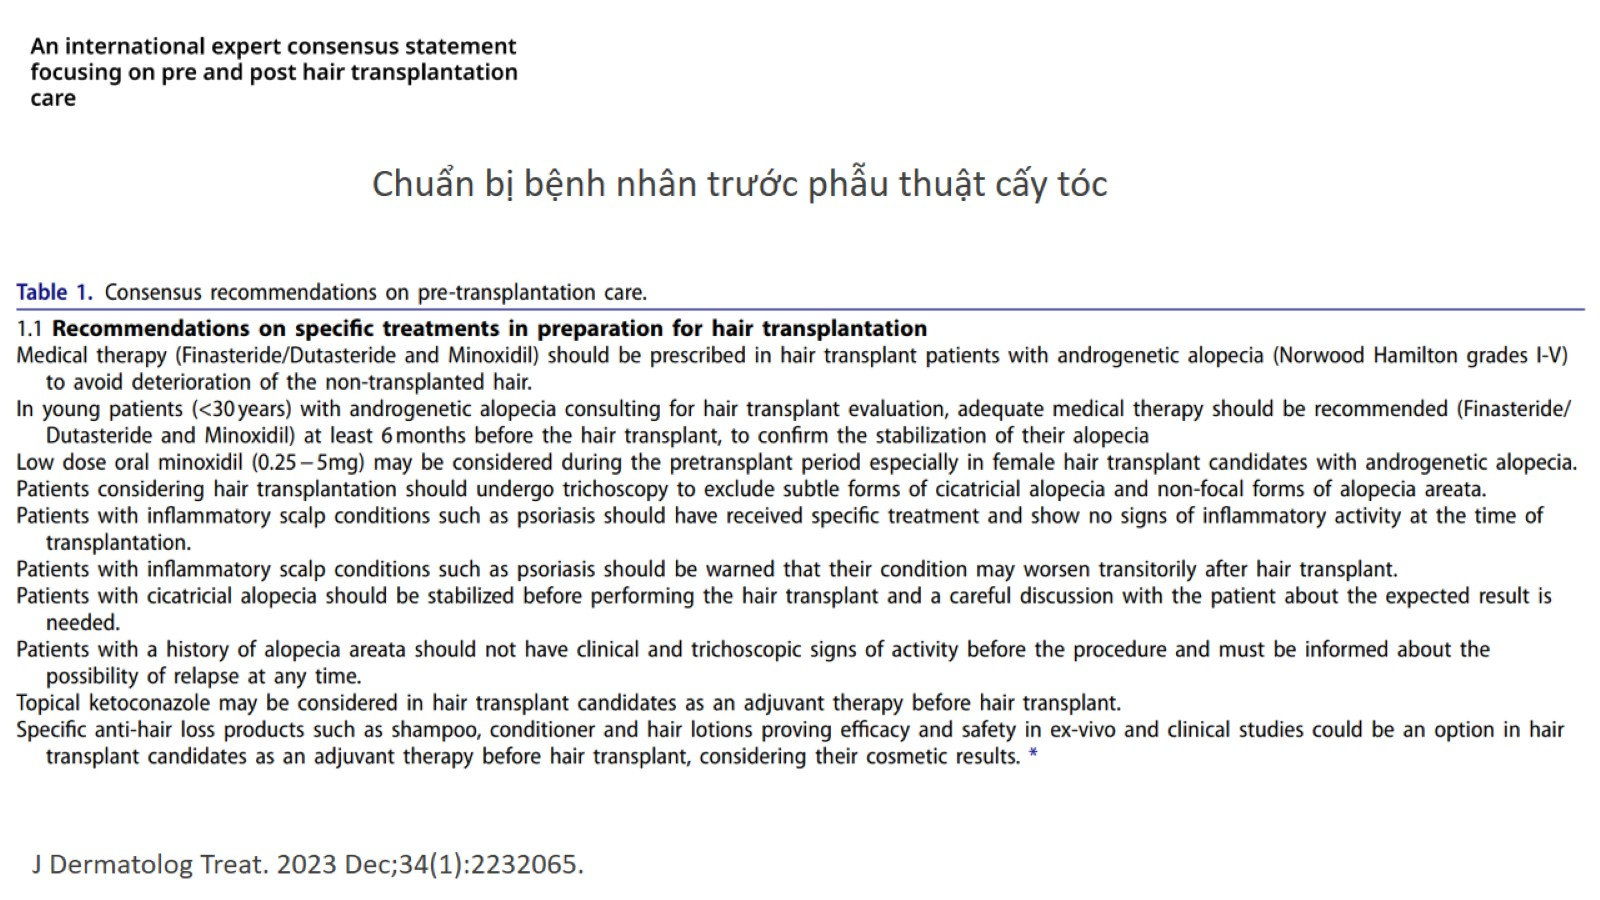 An international expert consensus statement
focusing on pre and post hair transplantation
care
Chuẩn bị bệnh nhân trước phẫu thuật cấy tóc
Table 1. Consensus recommendations on pre-transplantation care.
1.1 Recommendations on specific treatments in preparation for hair transplantation
Medical therapy (Finasteride/Dutasteride and Minoxidil) should be prescribed in hair transplant patients with androgenetic alopecia (Norwood Hamilton grades I-V)
to avoid deterioration of the non-transplanted hair.
In young patients (<30 years) with androgenetic alopecia consulting for hair transplant evaluation, adequate medical therapy should be recommended (Finasteride/
Dutasteride and Minoxidil) at least 6 months before the hair transplant, to confirm the stabilization of their alopecia
Low dose oral minoxidil (0.25 – 5mg) may be considered during the pretransplant period especially in female hair transplant candidates with androgenetic alopecia.
Patients considering hair transplantation should undergo trichoscopy to exclude subtle forms of cicatricial alopecia and non-focal forms of alopecia areata.
Patients with inflammatory scalp conditions such as psoriasis should have received specific treatment and show no signs of inflammatory activity at the time of
transplantation.
Patients with inflammatory scalp conditions such as psoriasis should be warned that their condition may worsen transitorily after hair transplant.
Patients with cicatricial alopecia should be stabilized before performing the hair transplant and a careful discussion with the patient about the expected result is
needed.
Patients with a history of alopecia areata should not have clinical and trichoscopic signs of activity before the procedure and must be informed about the
possibility of relapse at any time.
Topical ketoconazole may be considered in hair transplant candidates as an adjuvant therapy before hair transplant.
Specific anti-hair loss products such as shampoo, conditioner and hair lotions proving efficacy and safety in ex-vivo and clinical studies could be an option in hair
transplant candidates as an adjuvant therapy before hair transplant, considering their cosmetic results. *
J Dermatolog Treat. 2023 Dec;34(1):2232065.